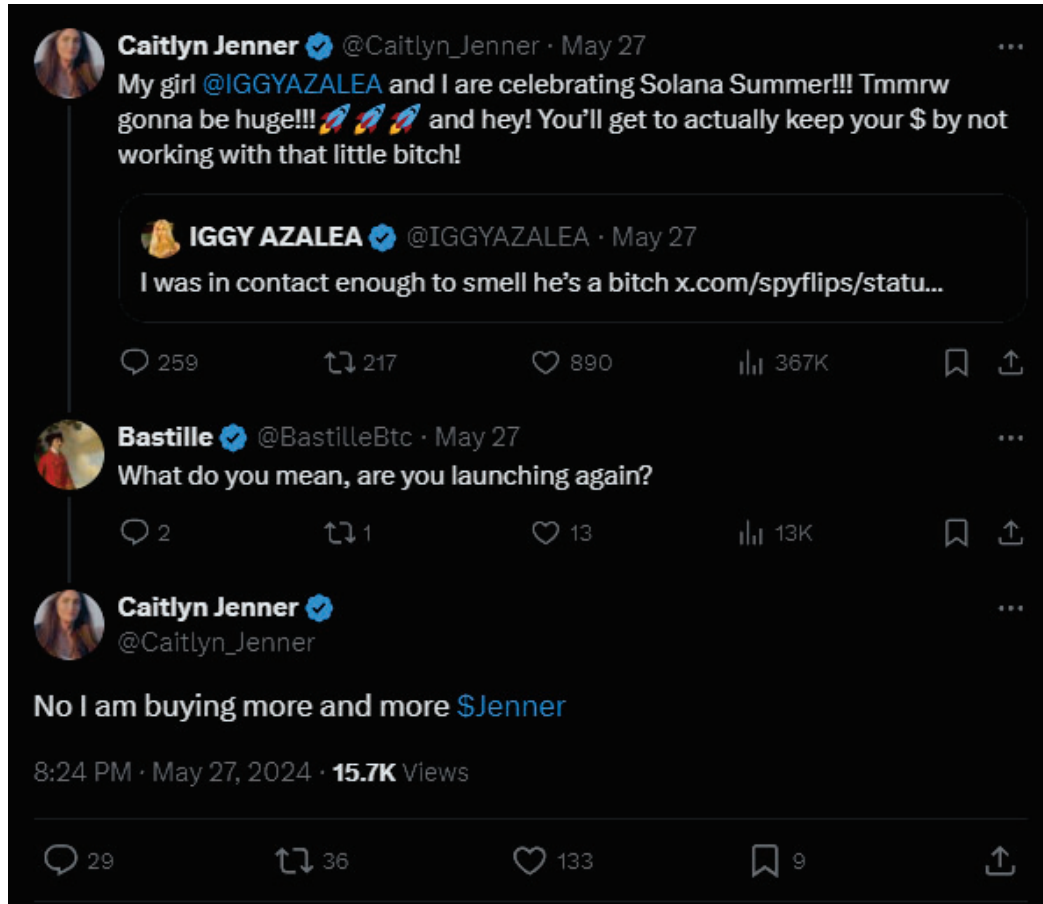 Caitlyn Jenner @Caitlyn_Jenner · May 27
My girl @IGGYAZALEA and I are celebrating Solana Summer!!! Tmmrw
gonna be huge!!!🚀🚀🚀 and hey! You’ll get to actually keep your $ by not
working with that little bitch!
IGGY AZALEA @IGGYAZALEA · May 27
I was in contact enough to smell he’s a bitch x.com/spyflips/statu...
259 217 890 367K
Bastille @BastilleBtc · May 27
What do you mean, are you launching again?
2 1 13 13K
Caitlyn Jenner
@Caitlyn_Jenner
No I am buying more and more $Jenner
8:24 PM · May 27, 2024 · 15.7K Views
29 36 133 9